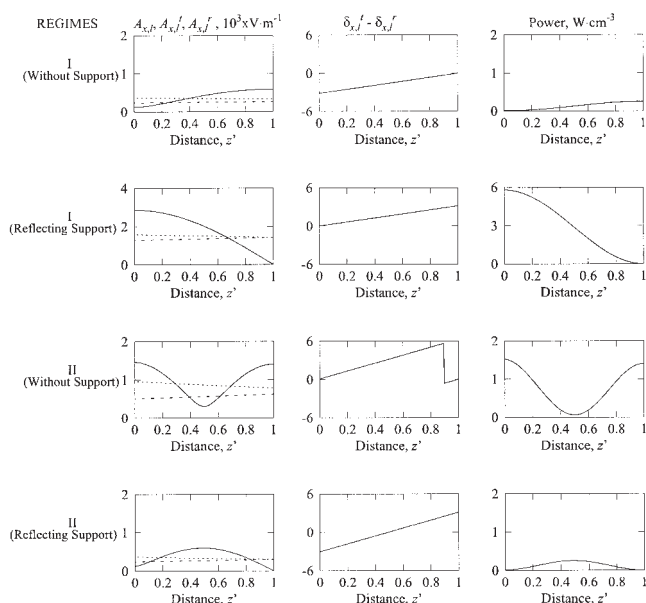 REGIMES A_{x,l}, A_{x,l}^t, A_{x,l}^r, 10³xV·m⁻¹ δ_{x,l}^t - δ_{x,l}^r Power, W·cm⁻³
2 6 2
I
(Without Support)
1 0 1
0 -6 0
0 0.2 0.4 0.6 0.8 1 0 0.2 0.4 0.6 0.8 1 0 0.2 0.4 0.6 0.8 1
Distance, z' Distance, z' Distance, z'
4 6 6
I
(Reflecting Support)
2 0 3
0 -6 0
0 0.2 0.4 0.6 0.8 1 0 0.2 0.4 0.6 0.8 1 0 0.2 0.4 0.6 0.8 1
Distance, z' Distance, z' Distance, z'
2 6 2
II
(Without Support)
1 0 1
0 -6 0
0 0.2 0.4 0.6 0.8 1 0 0.2 0.4 0.6 0.8 1 0 0.2 0.4 0.6 0.8 1
Distance, z' Distance, z' Distance, z'
2 6 2
II
(Reflecting Support)
1 0 1
0 -6 0
0 0.2 0.4 0.6 0.8 1 0 0.2 0.4 0.6 0.8 1 0 0.2 0.4 0.6 0.8 1
Distance, z' Distance, z' Distance, z'